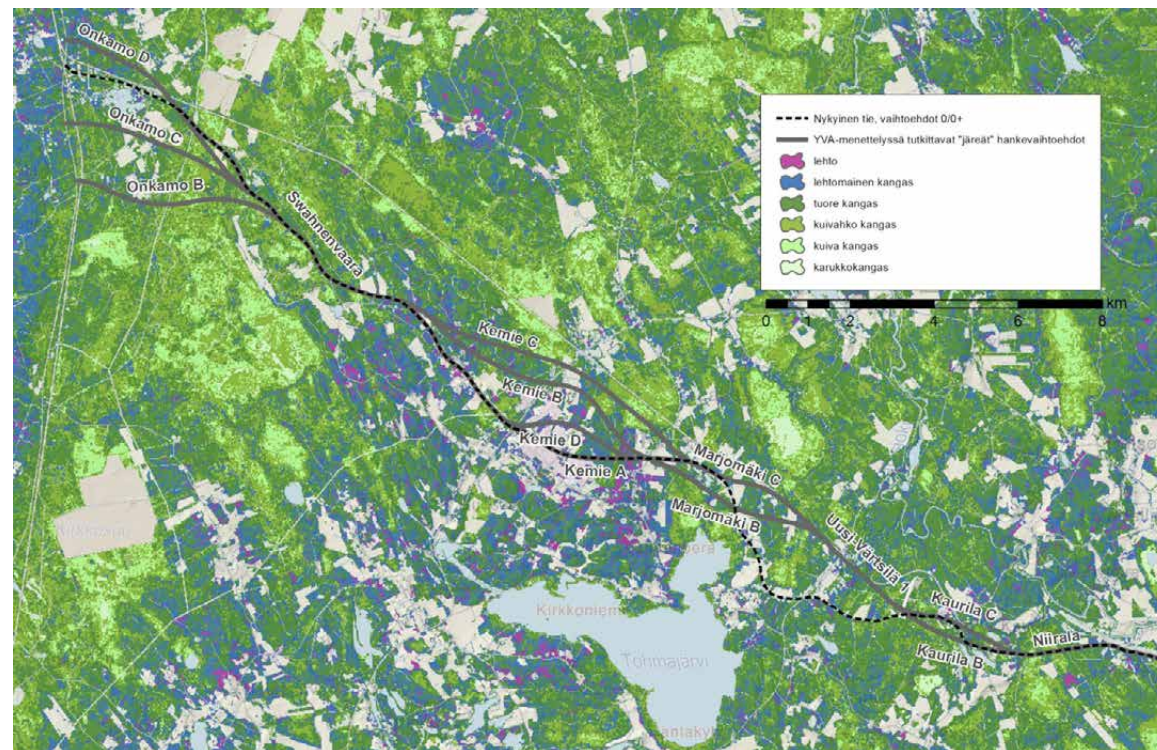 Onkamo D
Onkamo C
Onkamo B
Swahnenvaara
Kemie C
Kemie B
Kemie D
Kemie A
Marjomäki C
Marjomäki B
Uusi-Värtsilä 1
Kaurila C
Kaurila B
Niirala
Nykyinen tie, vaihtoehdot 0/0+
YVA-menettelyssä tutkittavat "järeät" hankevaihtoehdot
lehto
lehtomainen kangas
tuore kangas
kuivahko kangas
kuiva kangas
karukkokangas
km
0 1 2 4 6 8
Kirkkoniemi
Tohmajärvi